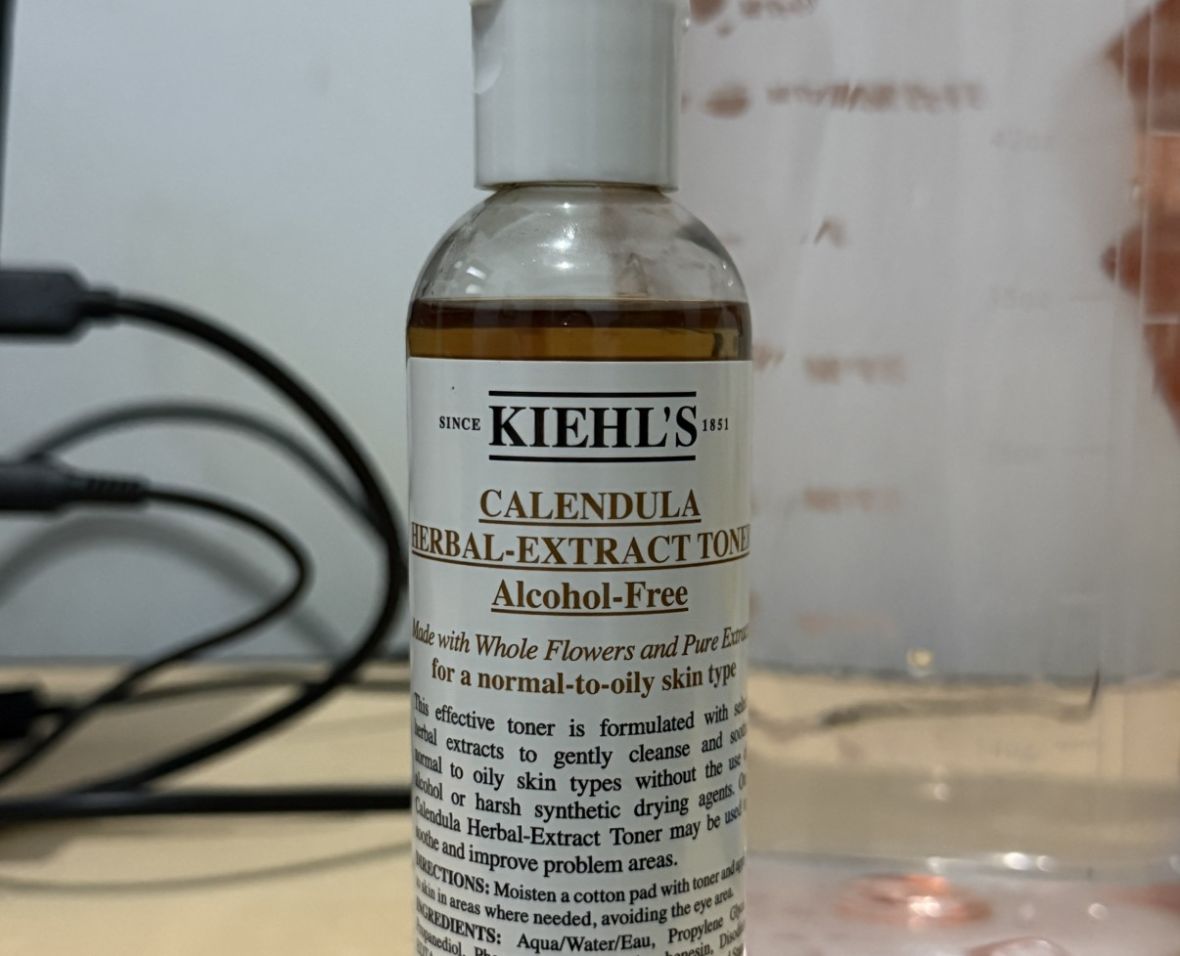 SINCE KIEHL'S 1851
CALENDULA
HERBAL-EXTRACT TONE
Alcohol-Free
Made with Whole Flowers and Pure
for a normal-to-oily skin type
This effective toner is formulated with
herbal extracts to gently cleanse and
normal to oily skin types without the use
alcohol or harsh synthetic drying agents.
Calendula Herbal-Extract Toner may be used
soothe and improve problem areas.
DIRECTIONS: Moisten a cotton pad with toner and
to skin in areas where needed, avoiding the eye area.
INGREDIENTS: Aqua/Water/Eau, Propylene